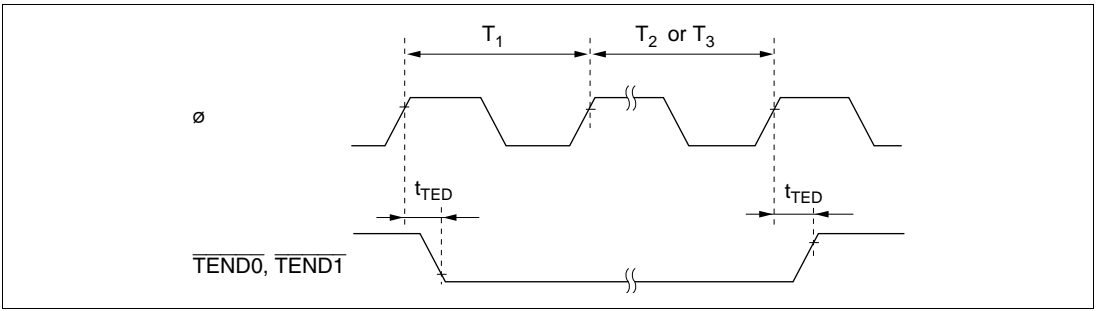 T₁
T₂ or T₃
ø
tTED
tTED
TEND0, TEND1